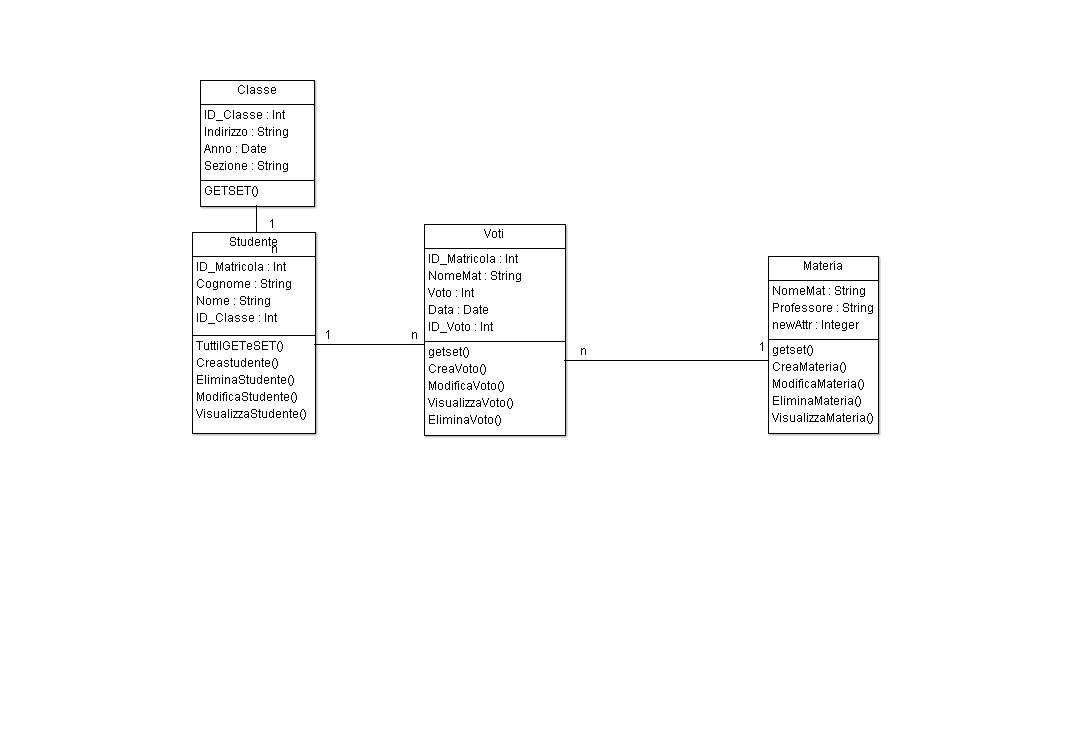 Classe
ID_Classe : Int
Indirizzo : String
Anno : Date
Sezione : String
GETSET()
1
n
Studente
ID_Matricola : Int
Cognome : String
Nome : String
ID_Classe : Int
TuttiIGETeSET()
Creastudente()
EliminaStudente()
ModificaStudente()
VisualizzaStudente()
1
n
Voti
ID_Matricola : Int
NomeMat : String
Voto : Int
Data : Date
ID_Voto : Int
getset()
CreaVoto()
ModificaVoto()
VisualizzaVoto()
EliminaVoto()
n
1
Materia
NomeMat : String
Professore : String
newAttr : Integer
getset()
CreaMateria()
ModificaMateria()
EliminaMateria()
VisualizzaMateria()